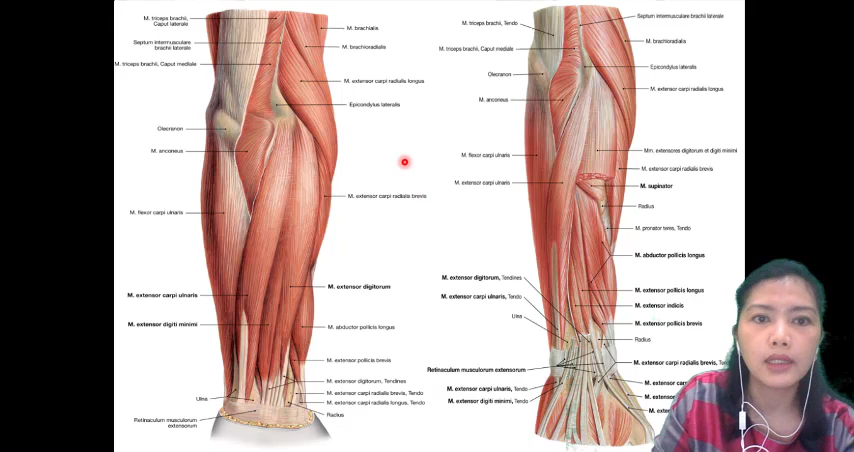 M. triceps brachii,
Caput laterale
Septum intermusculare
brachii laterale
M. triceps brachii, Caput mediale
Olecranon
M. anconeus
M. flexor carpi ulnaris
M. extensor carpi ulnaris
M. extensor digiti minimi
Ulna
Retinaculum musculorum
extensorum
M. brachialis
M. brachioradialis
M. extensor carpi radialis longus
Epicondylus lateralis
M. extensor carpi radialis brevis
M. extensor digitorum
M. abductor pollicis longus
M. extensor pollicis brevis
M. extensor digitorum, Tendines
M. extensor carpi radialis brevis, Tendo
M. extensor carpi radialis longus, Tendo
Radius
M. triceps brachii, Tendo
M. triceps brachii, Caput mediale
Olecranon
M. anconeus
M. flexor carpi ulnaris
M. extensor carpi ulnaris
M. extensor digitorum, Tendines
M. extensor carpi ulnaris, Tendo
Ulna
Retinaculum musculorum extensorum
M. extensor carpi ulnaris, Tendo
M. extensor digiti minimi, Tendo
Septum intermusculare brachii laterale
M. brachioradialis
Epicondylus lateralis
M. extensor carpi radialis longus
Mm. extensores digitorum et digiti minimi
M. extensor carpi radialis brevis
M. supinator
Radius
M. pronator teres, Tendo
M. abductor pollicis longus
M. extensor pollicis longus
M. extensor indicis
M. extensor pollicis brevis
Radius
M. extensor carpi radialis brevis,
M. extensor
M.
M.